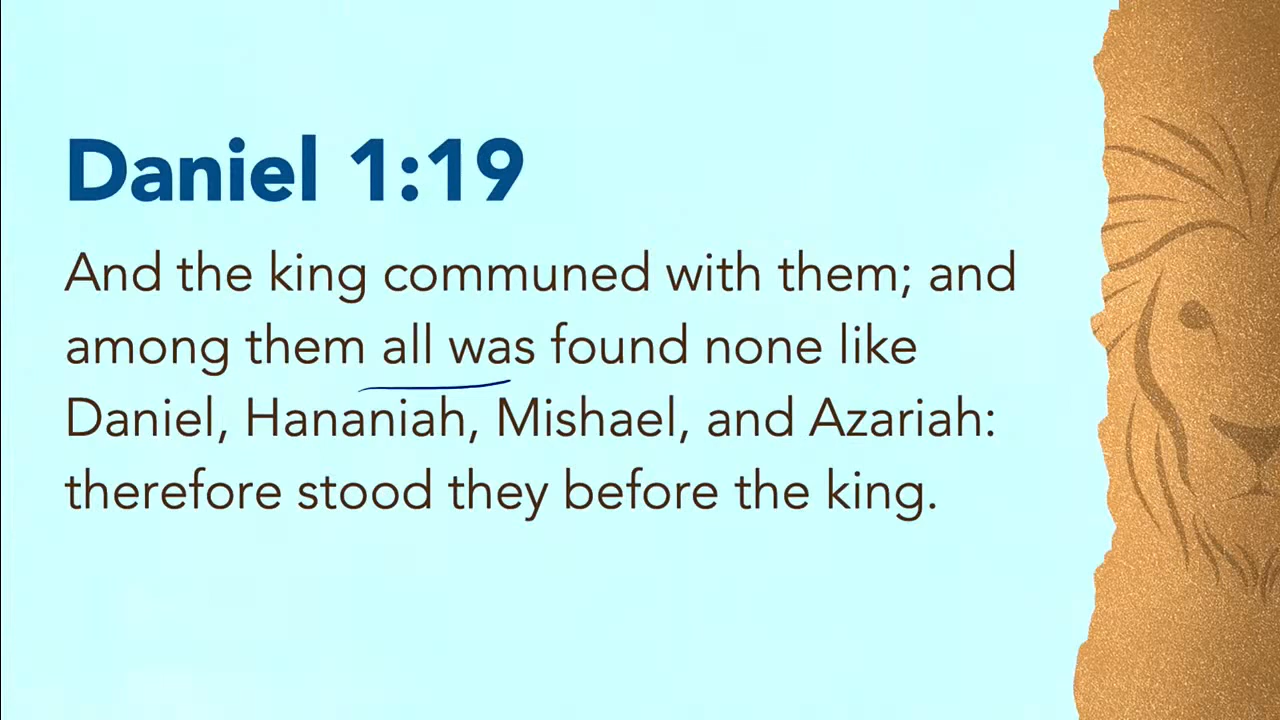 Daniel 1:19
And the king communed with them; and
among them all was found none like
Daniel, Hananiah, Mishael, and Azariah:
therefore stood they before the king.